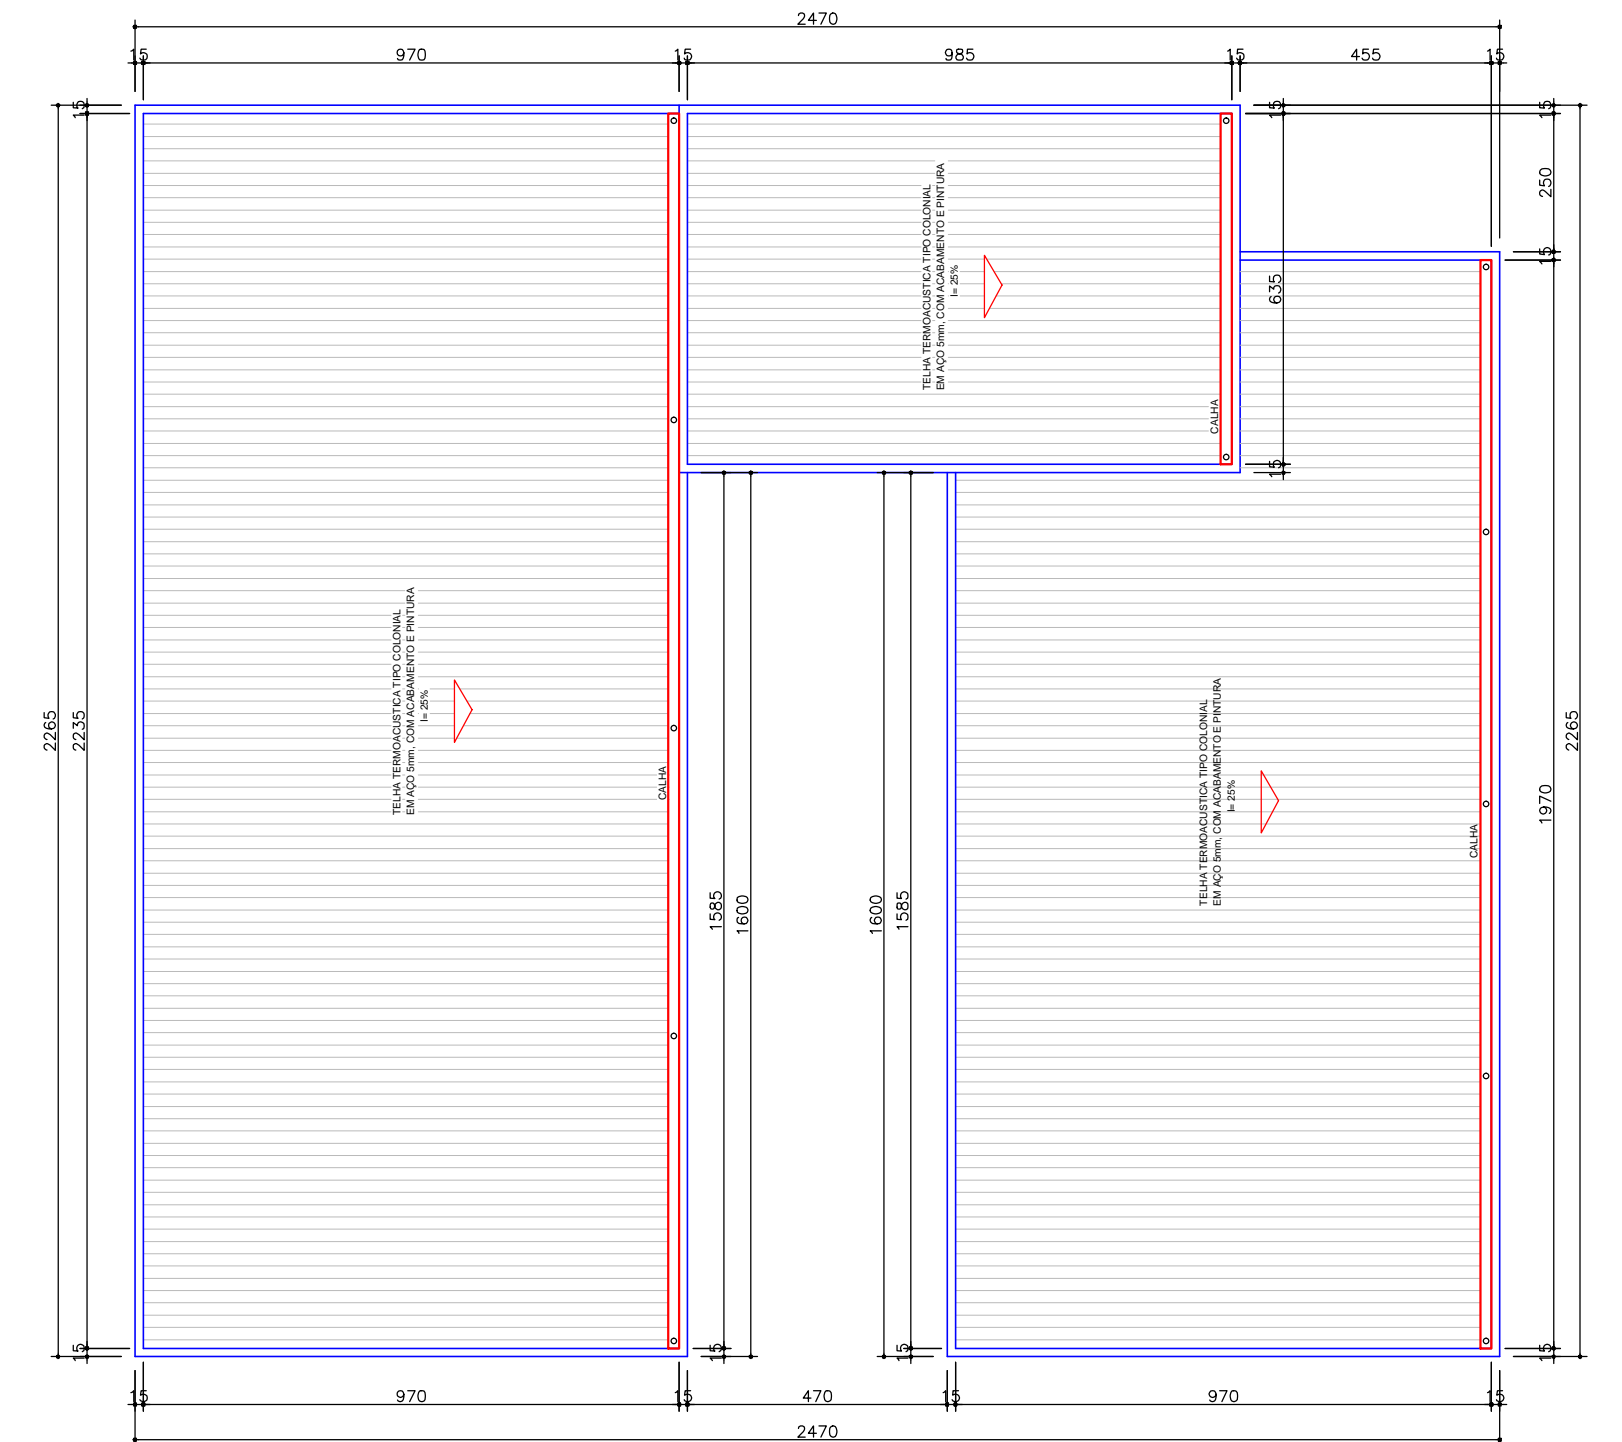 2470
15
970
15
985
15
455
15
15
15
15
250
15
635
15
2265
2235
2265
1970
TELHA TERMOACUSTICA TIPO COLONIAL
EM AÇO 5mm, COM ACABAMENTO E PINTURA
I= 25%
CALHA
TELHA TERMOACUSTICA TIPO COLONIAL
EM AÇO 5mm, COM ACABAMENTO E PINTURA
I= 25%
CALHA
TELHA TERMOACUSTICA TIPO COLONIAL
EM AÇO 5mm, COM ACABAMENTO E PINTURA
I= 25%
CALHA
1585
1600
1600
1585
15
15
15
15
15
970
15
470
15
970
15
2470